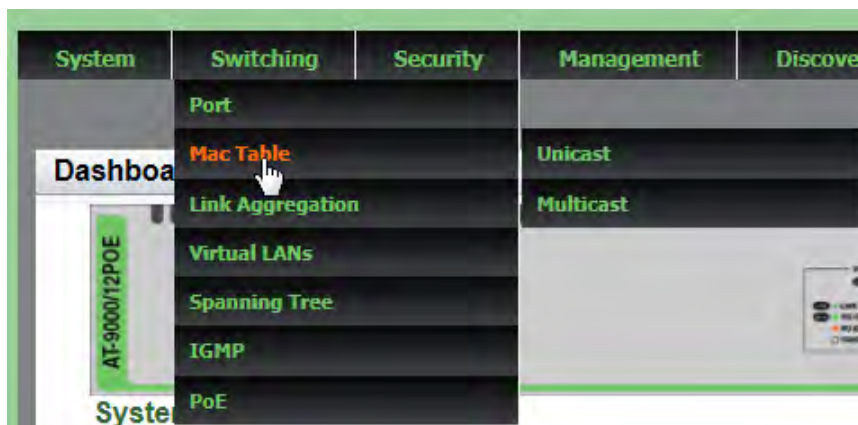 System Switching Security Management Discove
Port
Mac Table Unicast
Dashboa
Link Aggregation Multicast
Virtual LANs
AT-9000/12POE
Spanning Tree
IGMP
PoE
Syste